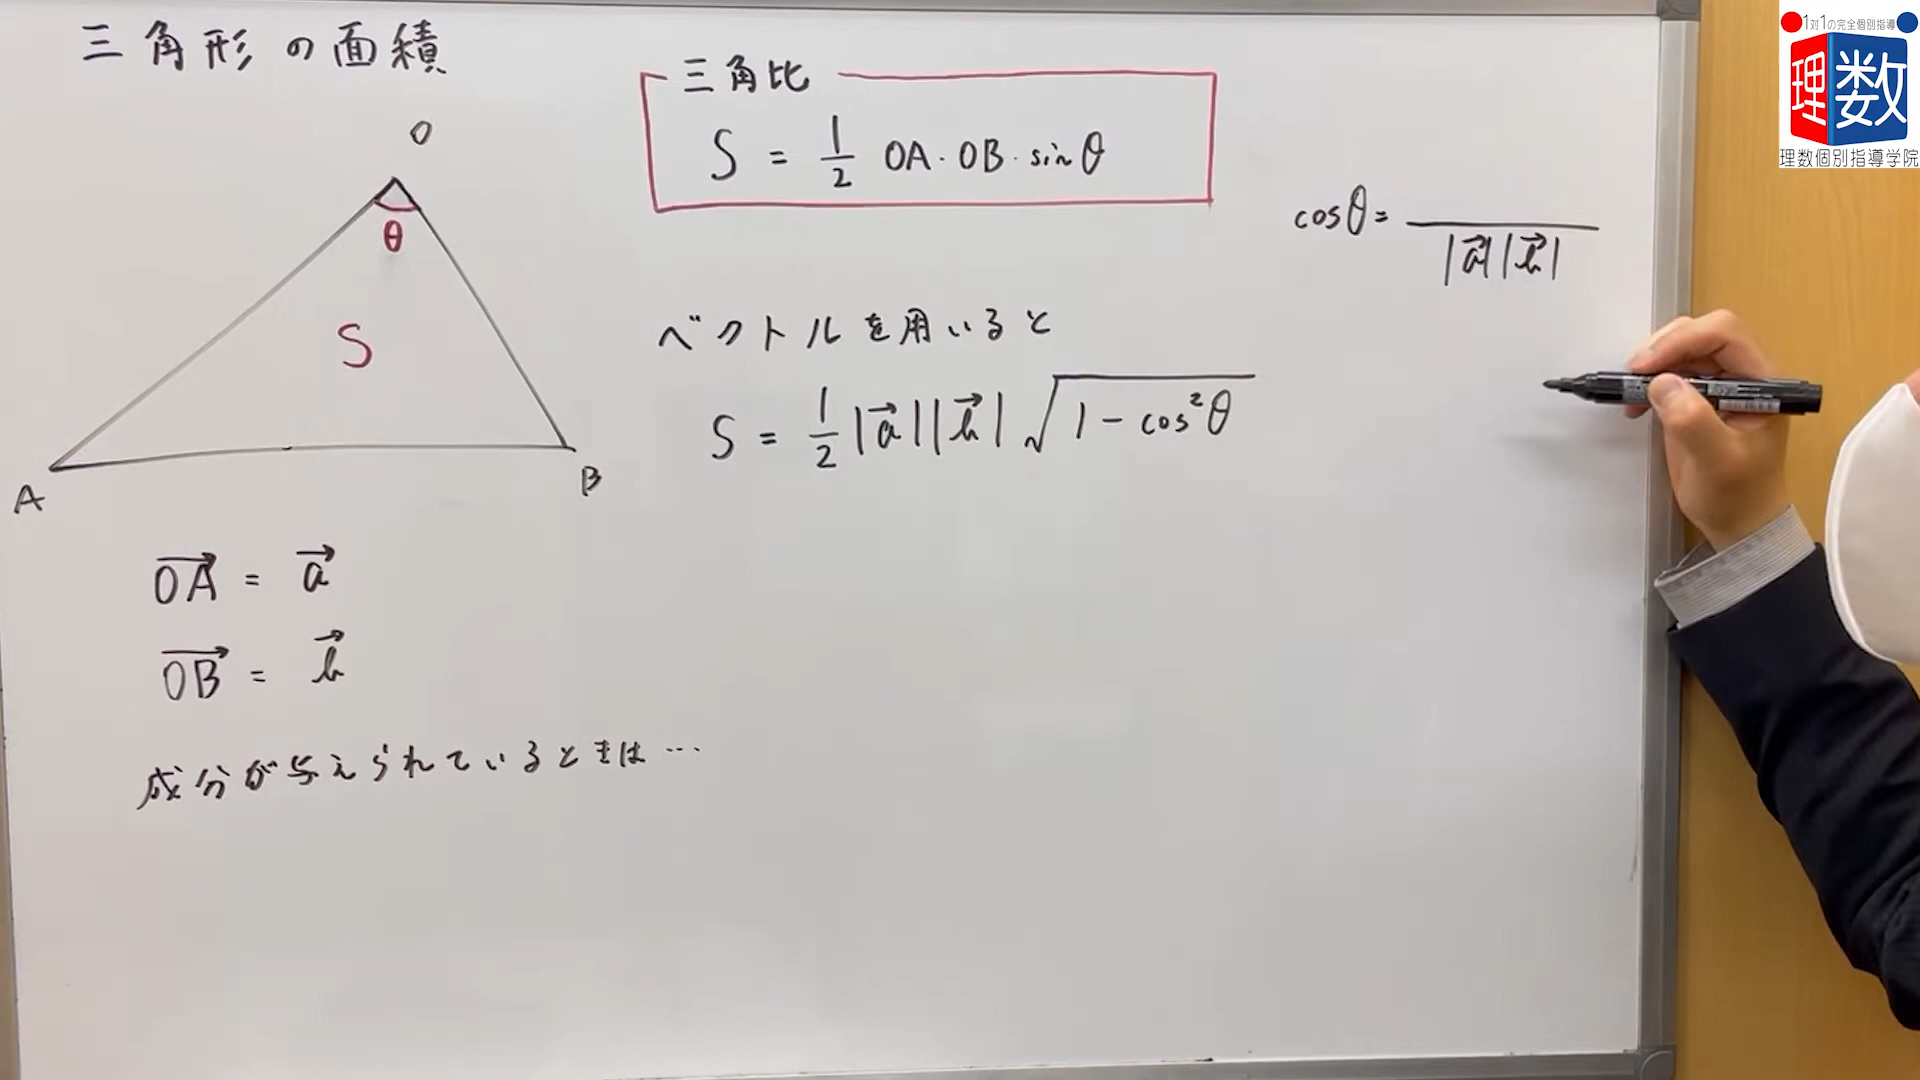 三角形の面積
O
θ
S
A
B
三角比
S = 1/2 OA・OB・sinθ
cosθ = /|a⃗||b⃗|
ベクトルを用いると
S = 1/2 |a⃗||b⃗| √(1 - cos²θ)
OA⃗ = a⃗
OB⃗ = b⃗
成分が与えられているときは…
1対1の完全個別指導
理数
理数個別指導学院